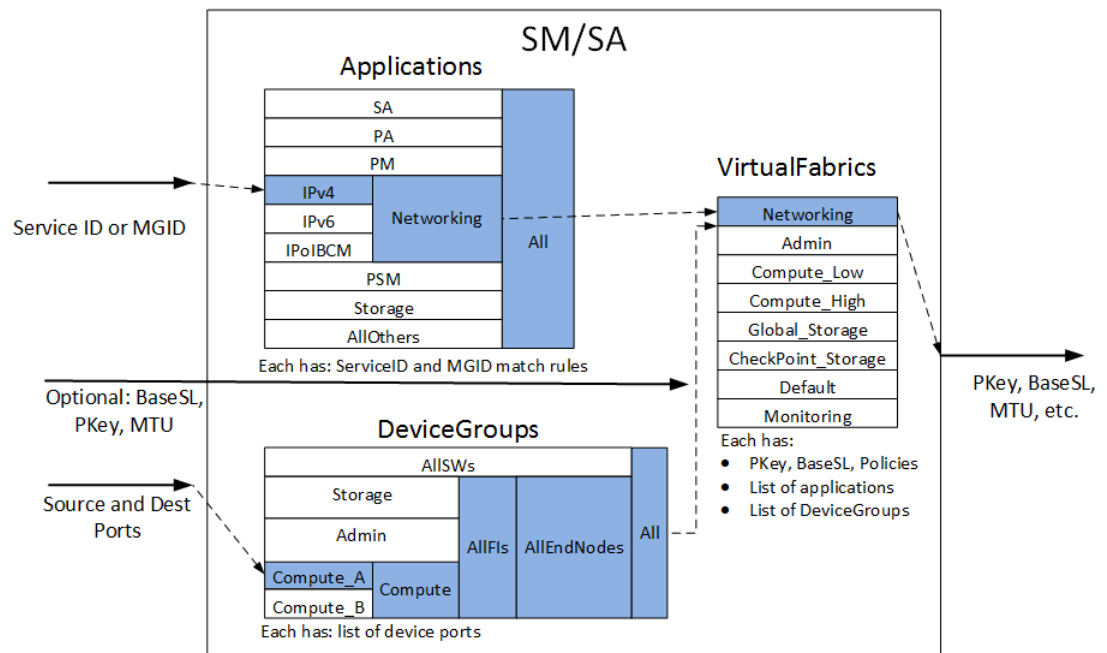 SM/SA
Applications
SA
PA
PM
IPv4
IPv6
IPoIBCM
Networking
All
PSM
Storage
AllOthers
Each has: ServiceID and MGID match rules
Service ID or MGID
Optional: BaseSL,
PKey, MTU
Source and Dest
Ports
DeviceGroups
AllSWs
Storage
Admin
Compute_A
Compute_B
Compute
AllFIs
AllEndNodes
All
Each has: list of device ports
VirtualFabrics
Networking
Admin
Compute_Low
Compute_High
Global_Storage
CheckPoint_Storage
Default
Monitoring
Each has:
• PKey, BaseSL, Policies
• List of applications
• List of DeviceGroups
PKey, BaseSL,
MTU, etc.